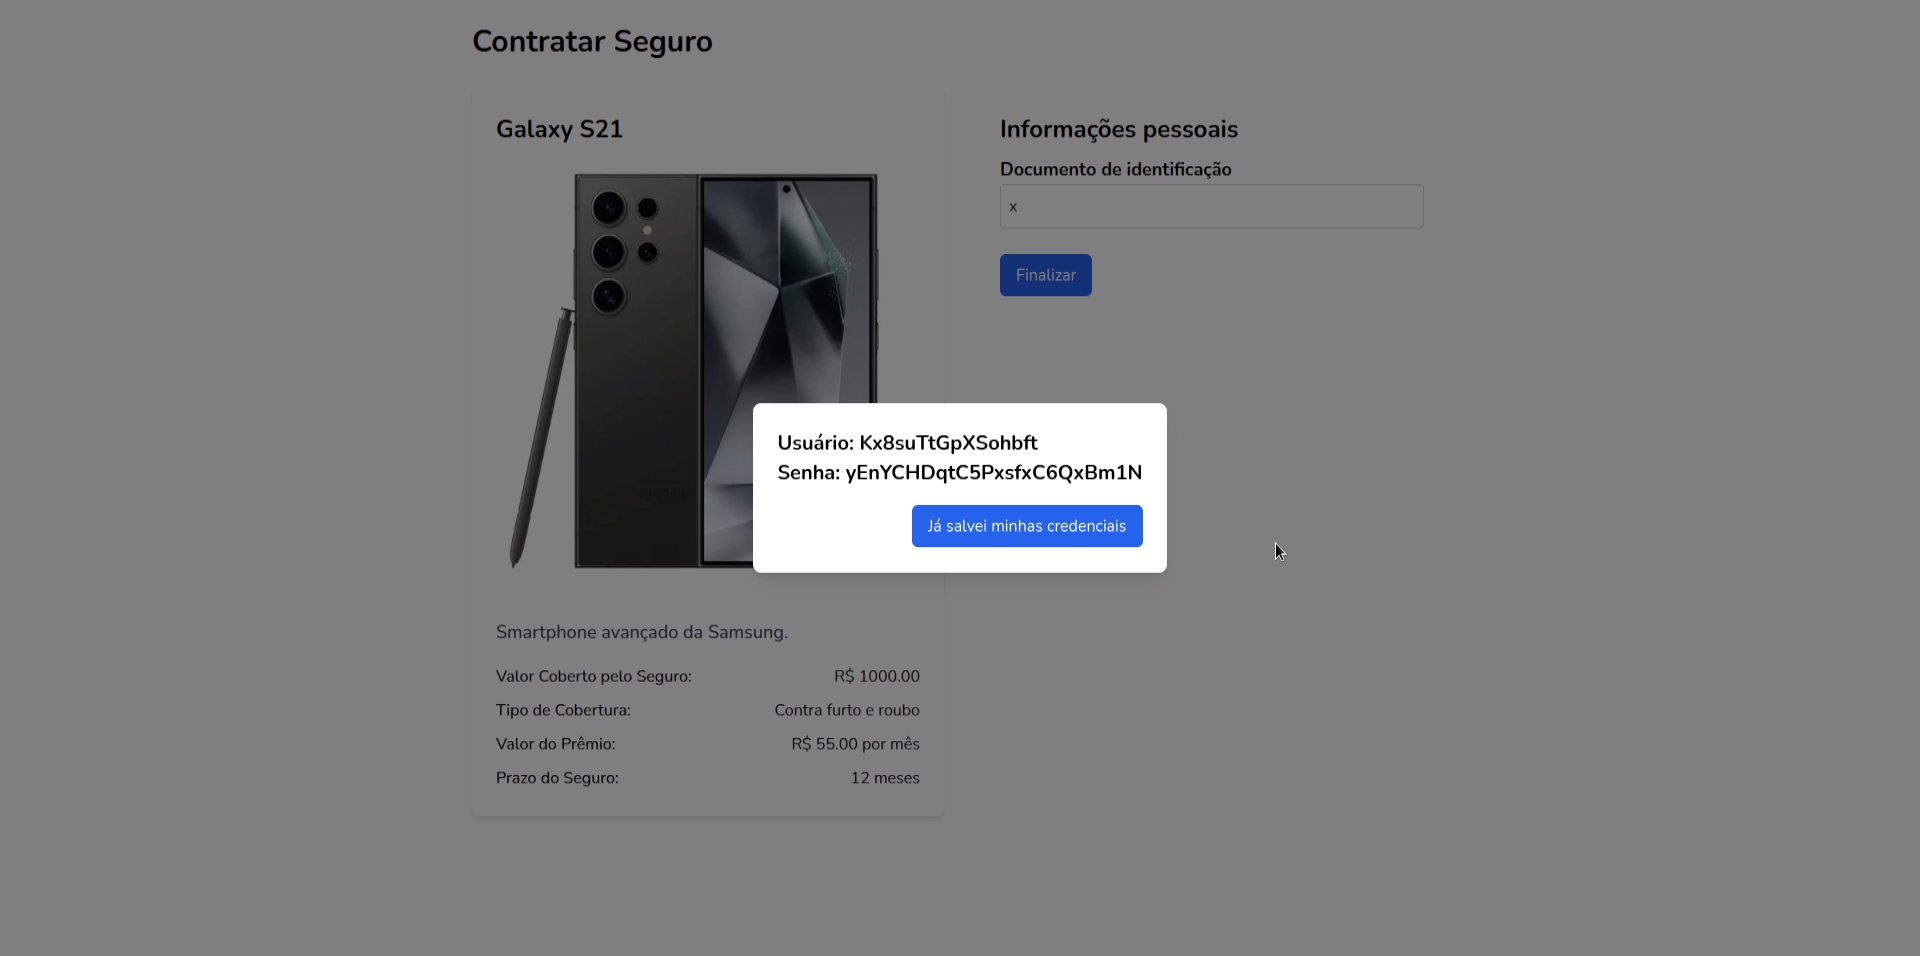 Contratar Seguro
Galaxy S21
Informações pessoais
Documento de identificação
x
Finalizar
Usuário: Kx8suTtGpXSohbft
Senha: yEnYCHDqtC5PxsfxC6QxBm1N
Já salvei minhas credenciais
Smartphone avançado da Samsung.
Valor Coberto pelo Seguro: R$ 1000.00
Tipo de Cobertura: Contra furto e roubo
Valor do Prêmio: R$ 55.00 por mês
Prazo do Seguro: 12 meses